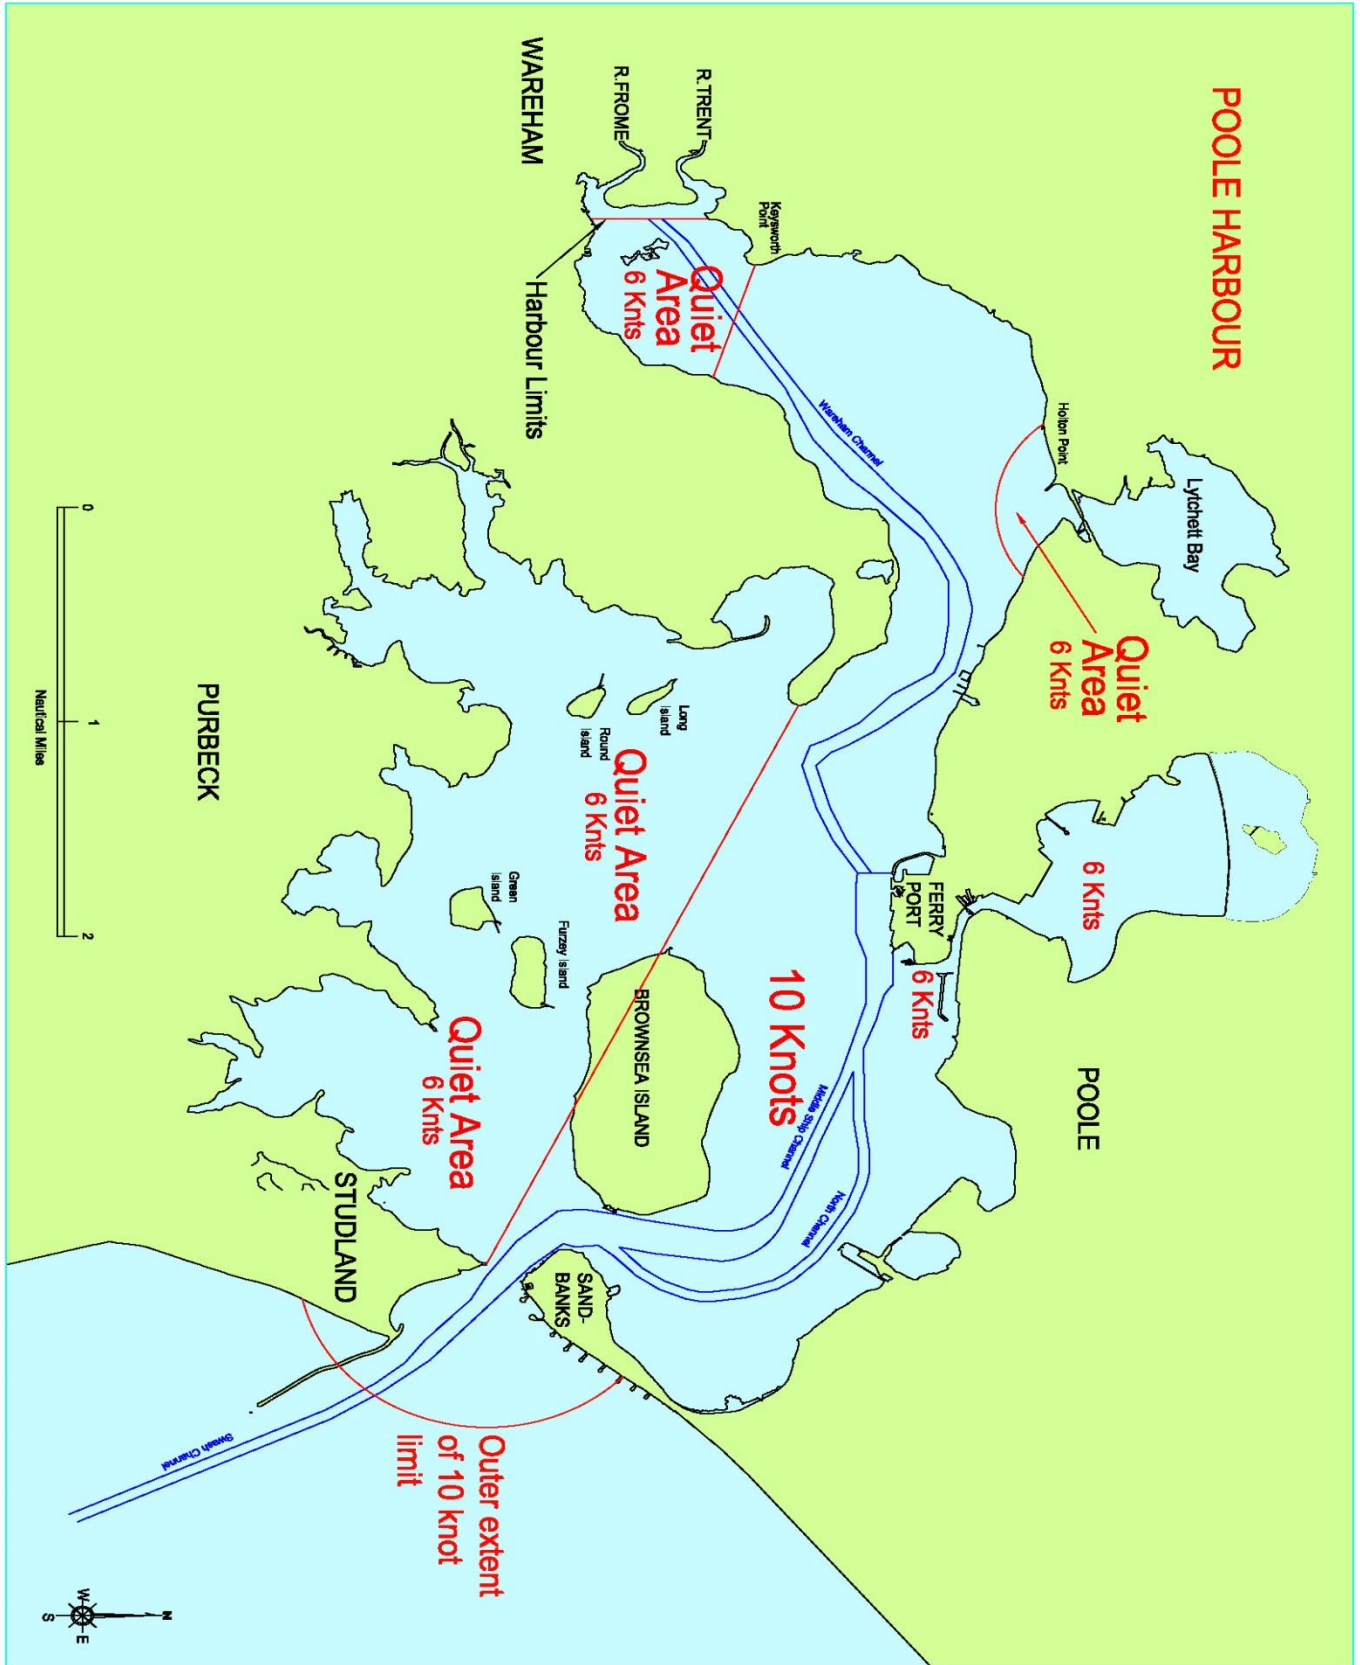 POOLE HARBOUR
Lytchett Bay
Quiet
Area
6 Knts
6 Knts
POOLE
Holton Point
Keysworth
Point
R.TRENT
R.FROME
WAREHAM
Wareham Channel
Quiet
Area
6 Knts
Harbour Limits
FERRY
PORT
6 Knts
10 Knots
Middle Ship Channel
North Channel
BROWNSEA ISLAND
Long
Island
Round
Island
Quiet Area
6 Knts
Green
Island
Furzey Island
Quiet Area
6 Knts
SAND-
BANKS
STUDLAND
PURBECK
Outer extent
of 10 knot
limit
Swash Channel
0
1
2
Nautical Miles
N
W
E
S